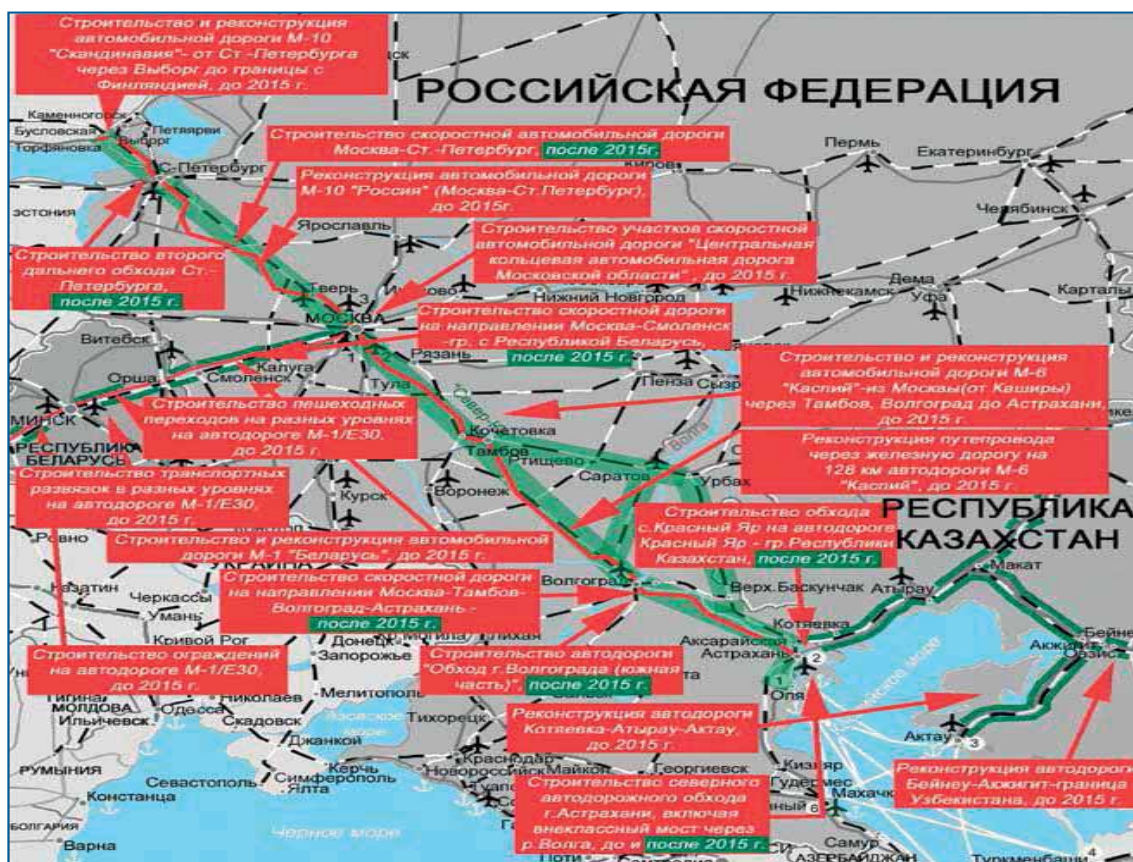 Строительство и реконструкция
автомобильной дороги М-10
"Скандинавия"- от Ст -Петербурга
через Выборг до границы с
Финляндией, до 2015 г.
РОССИЙСКАЯ ФЕДЕРАЦИЯ
Каменногорск
Бусловская
Петяярви
Выборг
Торфяновка
С-Петербург
ЭСТОНИЯ
Строительство скоростной автомобильной дороги
Москва-Ст.-Петербург, после 2015г,
Киров
Пермь
Екатеринбург
Челябинск
Реконструкция автомобильной дороги
М-10 "Россия" (Москва-Ст.Петербург),
до 2015г.
Ярославль
Строительство участков скоростной
автомобильной дороги "Центральная
кольцевая автомобильная дорога
Московской области" , до 2015 г.
Строительство второго
дальнего обхода Ст.-
Петербурга,
после 2015 г.
Тверь
3
МОСКВА
Нижний Новгород
Нижнекамск
Дема
Уфа
Карталы
Строительство скоростной дороги
на направлении Москва-Смоленск
-гр. с Республикой Беларусь,
после 2015 г.
Витебск
Орша
Смоленск
Калуга
Тула
Рязань
Пенза
МИНСК
РЕСПУБЛИКА
БЕЛАРУСЬ
Строительство пешеходных
переходов на разных уровнях
на автодороге М-1/Е30,
до 2015 г.
Строительство и реконструкция
автомобильной дороги М-6
"Каспий"-из Москвы(от Каширы)
через Тамбов, Волгоград до Астрахани,
до 2015 г.
Кочетовка
Тамбов
Ртищево
Саратов
Волга
Урбах
Реконструкция путепровода
через железную дорогу на
128 км автодороги М-6
"Каспий", до 2015 г.
Строительство транспортных
развязок в разных уровнях
на автодороге М-1/Е30,
до 2015 г.
Курск
Воронеж
РЕСПУБЛИКА
КАЗАХСТАН
Строительство обхода
с.Красный Яр на автодороге
Красный Яр - гр.Республики
Казахстан, после 2015 г.
Ровно
Строительство и реконструкция автомобильной
дороги М-1 "Беларусь", до 2015 г.
УКРАИНА
Казатин
Черкассы
Умань
Кривой Рог
Волгоград
Верх.Баскунчак
Атырау
Макат
Строительство скоростной дороги
на направлении Москва-Тамбов-
Волгоград-Астрахань -
после 2015 г.
Донецк
Запорожье
Котяевка
Аксарайская
Астрахань
2
Бейнеу
Акжигит
Оазис
Строительство ограждений
на автодороге М-1/Е30,
до 2015 г.
Строительство автодороги
"Обход г.Волгограда (южная
часть)", после 2015 г.
1
Оля
МОЛДОВА
Николаев
Мелитополь
Ильичевск
Одесса
Скадовск
Джанкой
Азовское
море
Тихорецк
Реконструкция автодороги
Котяевка-Атырау-Актау,
до 2015 г.
Актау
3
РУМЫНИЯ
Севастополь
Симферополь
Ялта
Керчь
Краснодар
Новороссийск
Майкоп
Георгиевск
Кизляр
Гудермес
Констанца
Строительство северного
автодорожного обхода
г.Астрахани, включая
внеклассный мост через
р.Волга, до и после 2015 г.
6
Реконструкция автодороги
Бейнеу-Акжигит-граница
Узбекистана, до 2015 г.
БОЛГАРИЯ
Варна
Черное море
Поти
Самур
АЗЕРБАЙДЖАН
Туркменбаши
4